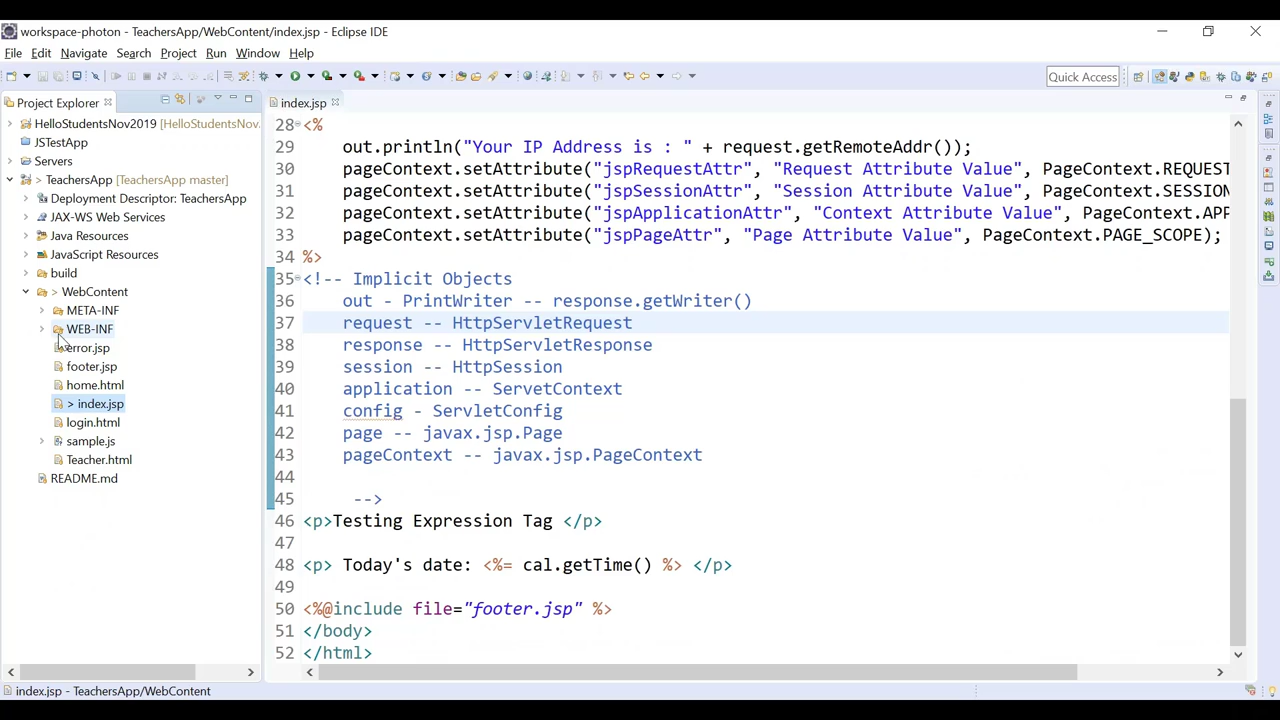 workspace-photon - TeachersApp/WebContent/index.jsp - Eclipse IDE
File Edit Navigate Search Project Run Window Help
Quick Access
Project Explorer
HelloStudentsNov2019 [HelloStudentsNov.
JSTestApp
Servers
> TeachersApp [TeachersApp master]
Deployment Descriptor: TeachersApp
JAX-WS Web Services
Java Resources
JavaScript Resources
build
> WebContent
META-INF
WEB-INF
error.jsp
footer.jsp
home.html
> index.jsp
login.html
sample.js
Teacher.html
README.md
index.jsp
28 <%
29 out.println("Your IP Address is : " + request.getRemoteAddr());
30 pageContext.setAttribute("jspRequestAttr", "Request Attribute Value", PageContext.REQUEST
31 pageContext.setAttribute("jspSessionAttr", "Session Attribute Value", PageContext.SESSION
32 pageContext.setAttribute("jspApplicationAttr", "Context Attribute Value", PageContext.APP
33 pageContext.setAttribute("jspPageAttr", "Page Attribute Value", PageContext.PAGE_SCOPE);
34 %>
35 <!-- Implicit Objects
36 out - PrintWriter -- response.getWriter()
37 request -- HttpServletRequest
38 response -- HttpServletResponse
39 session -- HttpSession
40 application -- ServetContext
41 config - ServletConfig
42 page -- javax.jsp.Page
43 pageContext -- javax.jsp.PageContext
44
45 -->
46 <p>Testing Expression Tag </p>
47
48 <p> Today's date: <%= cal.getTime() %> </p>
49
50 <%@include file="footer.jsp" %>
51 </body>
52 </html>
index.jsp - TeachersApp/WebContent